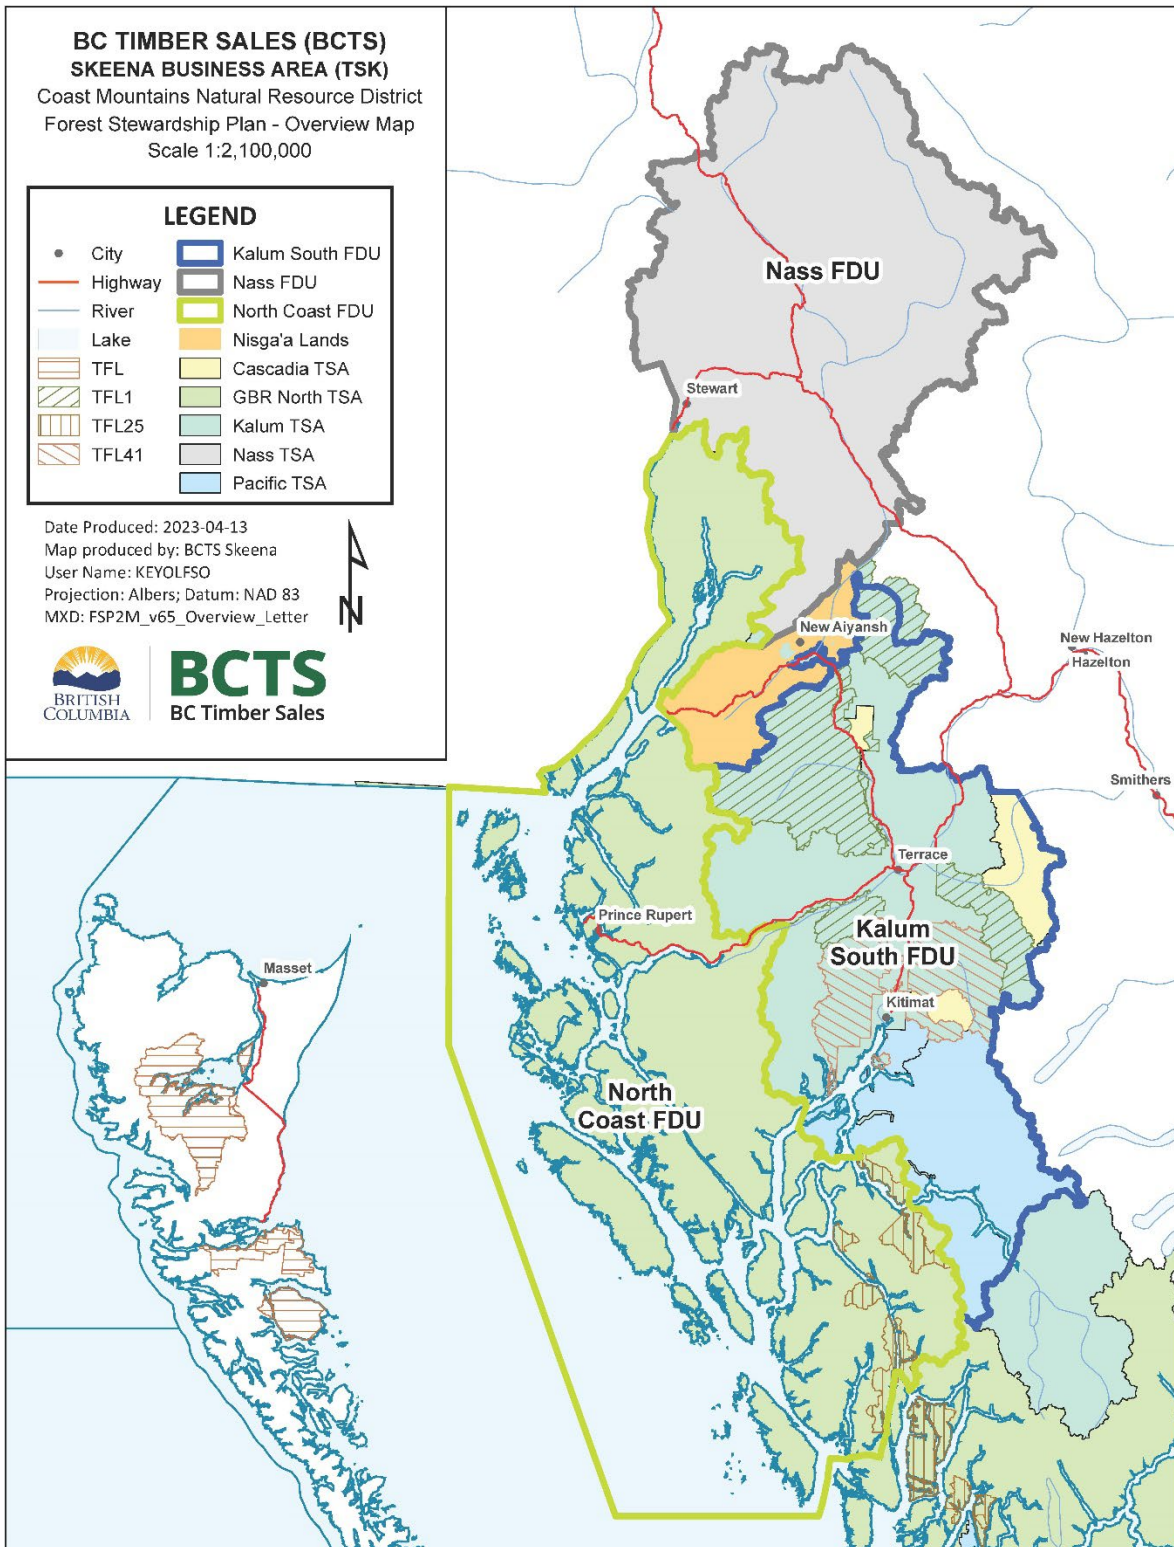 BC TIMBER SALES (BCTS)
SKEENA BUSINESS AREA (TSK)
Coast Mountains Natural Resource District
Forest Stewardship Plan - Overview Map
Scale 1:2,100,000
LEGEND
City
Highway
River
Lake
TFL
TFL1
TFL25
TFL41
Kalum South FDU
Nass FDU
North Coast FDU
Nisga'a Lands
Cascadia TSA
GBR North TSA
Kalum TSA
Nass TSA
Pacific TSA
Date Produced: 2023-04-13
Map produced by: BCTS Skeena
User Name: KEYOLFSO
Projection: Albers; Datum: NAD 83
MXD: FSP2M_v65_Overview_Letter
N
BRITISH
COLUMBIA
BCTS
BC Timber Sales
Nass FDU
Stewart
New Aiyansh
New Hazelton
Hazelton
Smithers
Terrace
Prince Rupert
Kalum
South FDU
Masset
Kitimat
North
Coast FDU